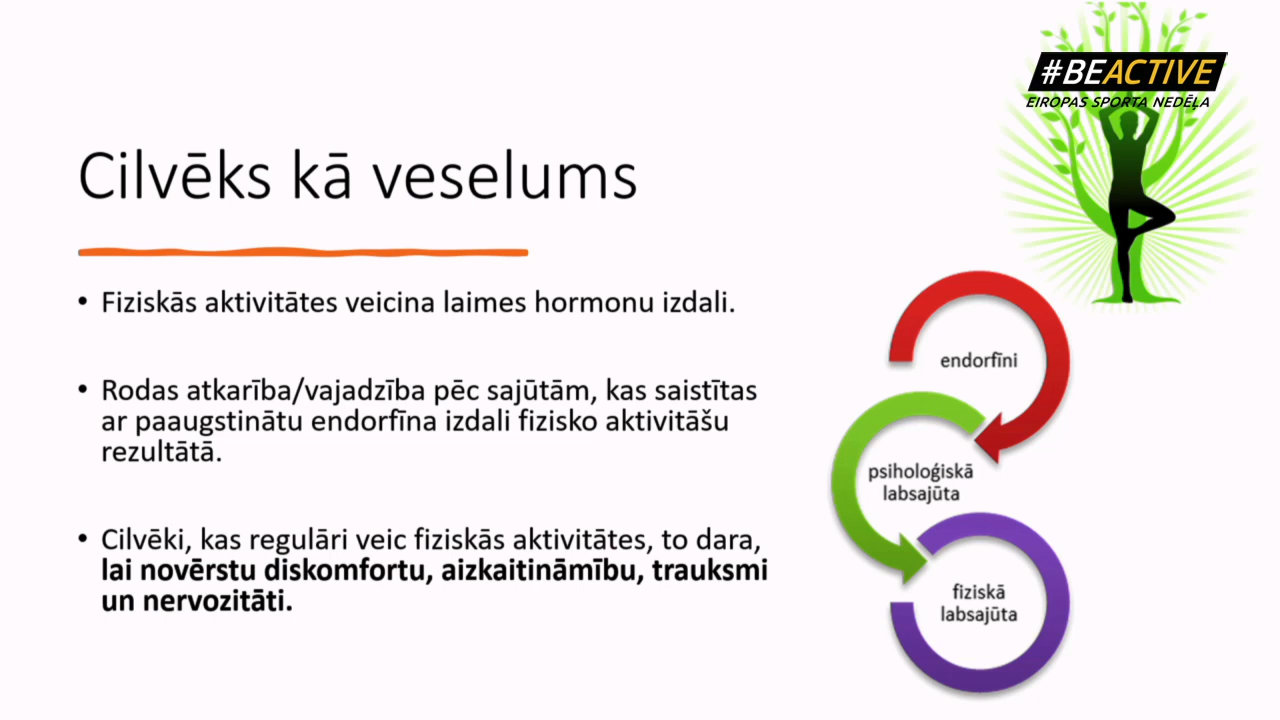 #BEACTIVE
EIROPAS SPORTA NEDĒĻA
Cilvēks kā veselums
• Fiziskās aktivitātes veicina laimes hormonu izdali.
• Rodas atkarība/vajadzība pēc sajūtām, kas saistītas
ar paaugstinātu endorfīna izdali fizisko aktivitāšu
rezultātā.
• Cilvēki, kas regulāri veic fiziskās aktivitātes, to dara,
lai novērstu diskomfortu, aizkaitināmību, trauksmi
un nervozitāti.
endorfīni
psiholoģiskā
labsajūta
fiziskā
labsajūta